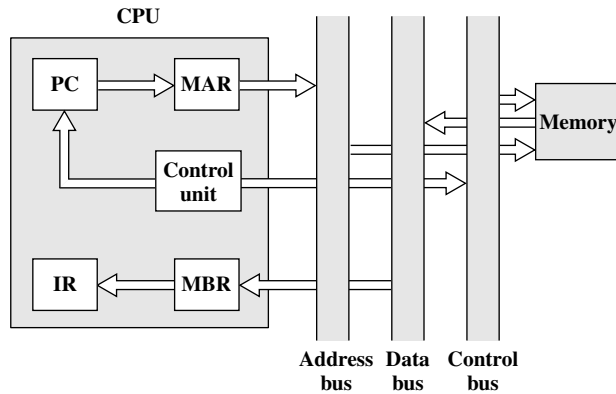 CPU
PC
MAR
Memory
Control
unit
IR
MBR
Address
bus
Data
bus
Control
bus